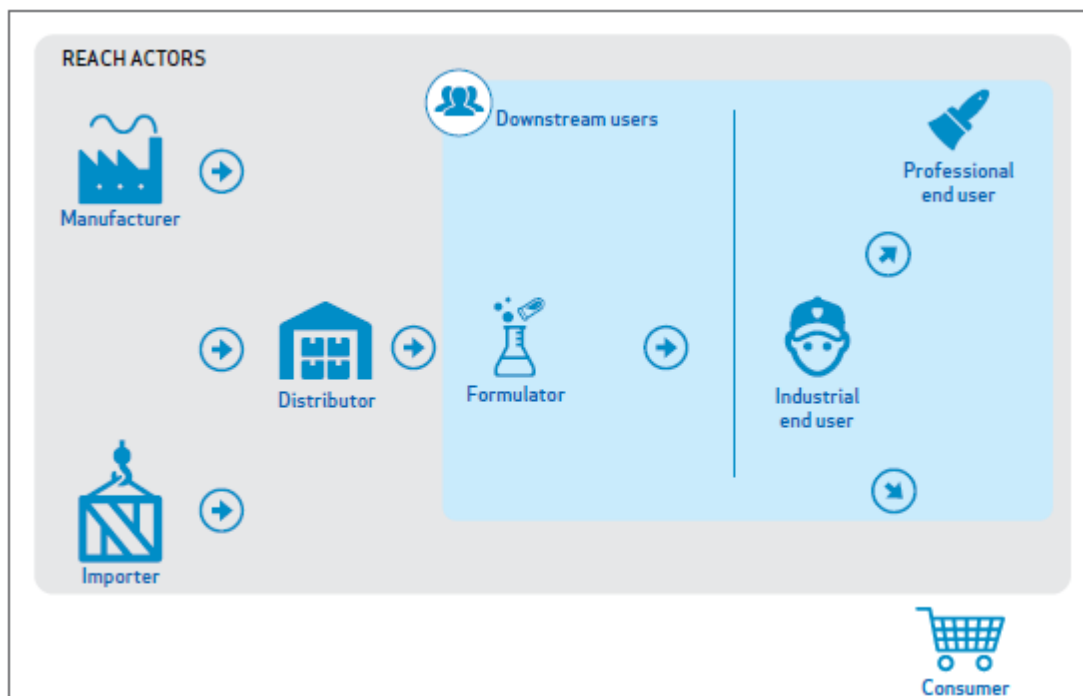 REACH ACTORS
Downstream users
Manufacturer
Professional
end user
Distributor
Formulator
Industrial
end user
Importer
Consumer